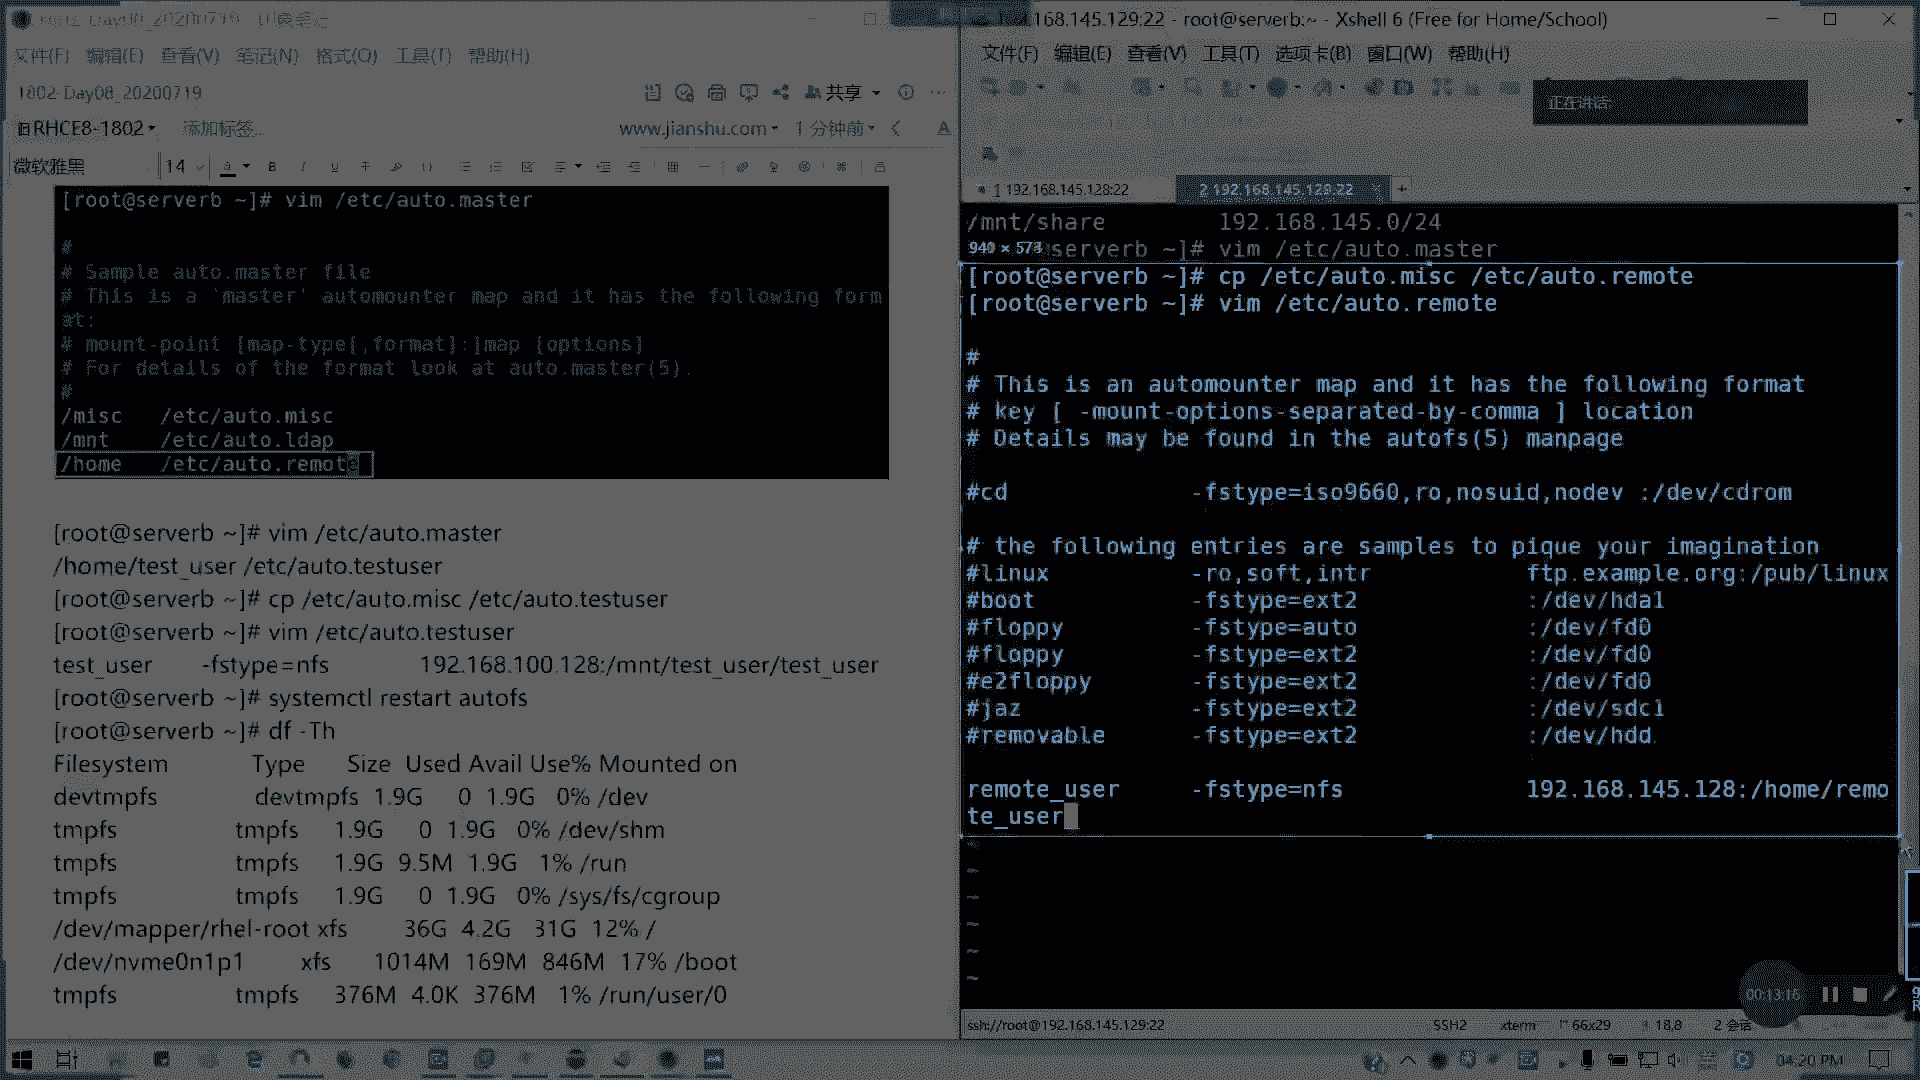 文件(F) 编辑(E) 查看(V) 笔记(N) 格式(O) 工具(T) 帮助(H)
1802-Day08_20200719
共享
RHCE8-1802
添加标签...
www.jianshu.com
1 分钟前
微软雅黑
14
[root@serverb ~]# vim /etc/auto.master
#
# Sample auto.master file
# This is a 'master' automounter map and it has the following form
at:
# mount-point [map-type[,format]:]map [options]
# For details of the format look at auto.master(5).
#
/misc /etc/auto.misc
/mnt /etc/auto.ldap
/home /etc/auto.remote
[root@serverb ~]# vim /etc/auto.master
/home/test_user /etc/auto.testuser
[root@serverb ~]# cp /etc/auto.misc /etc/auto.testuser
[root@serverb ~]# vim /etc/auto.testuser
test_user -fstype=nfs 192.168.100.128:/mnt/test_user/test_user
[root@serverb ~]# systemctl restart autofs
[root@serverb ~]# df -Th
Filesystem Type Size Used Avail Use% Mounted on
devtmpfs devtmpfs 1.9G 0 1.9G 0% /dev
tmpfs tmpfs 1.9G 0 1.9G 0% /dev/shm
tmpfs tmpfs 1.9G 9.5M 1.9G 1% /run
tmpfs tmpfs 1.9G 0 1.9G 0% /sys/fs/cgroup
/dev/mapper/rhel-root xfs 36G 4.2G 31G 12% /
/dev/nvme0n1p1 xfs 1014M 169M 846M 17% /boot
tmpfs tmpfs 376M 4.0K 376M 1% /run/user/0
168.145.129:22 - root@serverb:~ - Xshell 6 (Free for Home/School)
文件(F) 编辑(E) 查看(V) 工具(T) 选项卡(B) 窗口(W) 帮助(H)
正在讲话:
1 192.168.145.128:22
2 192.168.145.129:22
/mnt/share 192.168.145.0/24
940 × 573
serverb ~]# vim /etc/auto.master
[root@serverb ~]# cp /etc/auto.misc /etc/auto.remote
[root@serverb ~]# vim /etc/auto.remote
#
# This is an automounter map and it has the following format
# key [ -mount-options-separated-by-comma ] location
# Details may be found in the autofs(5) manpage
#cd -fstype=iso9660,ro,nosuid,nodev :/dev/cdrom
# the following entries are samples to pique your imagination
#linux -ro,soft,intr ftp.example.org:/pub/linux
#boot -fstype=ext2 :/dev/hda1
#floppy -fstype=auto :/dev/fd0
#floppy -fstype=ext2 :/dev/fd0
#e2floppy -fstype=ext2 :/dev/fd0
#jaz -fstype=ext2 :/dev/sdc1
#removable -fstype=ext2 :/dev/hdd
remote_user -fstype=nfs 192.168.145.128:/home/remo
te_user
~
~
~
~
~
~
00:13:16
ssh://root@192.168.145.129:22 SSH2 xterm 66x29 18,8 2 会话
04:20 PM